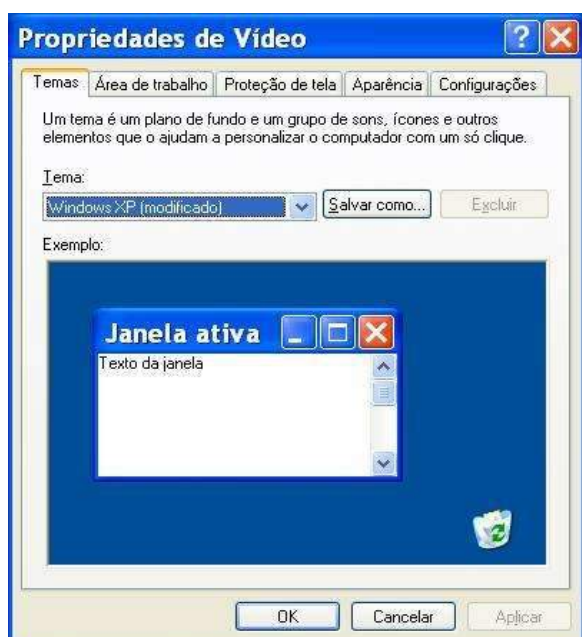 Propriedades de Vídeo
Temas Área de trabalho Proteção de tela Aparência Configurações
Um tema é um plano de fundo e um grupo de sons, ícones e outros
elementos que o ajudam a personalizar o computador com um só clique.
Tema:
Windows XP (modificado) Salvar como... Excluir
Exemplo:
Janela ativa
Texto da janela
OK Cancelar Aplicar